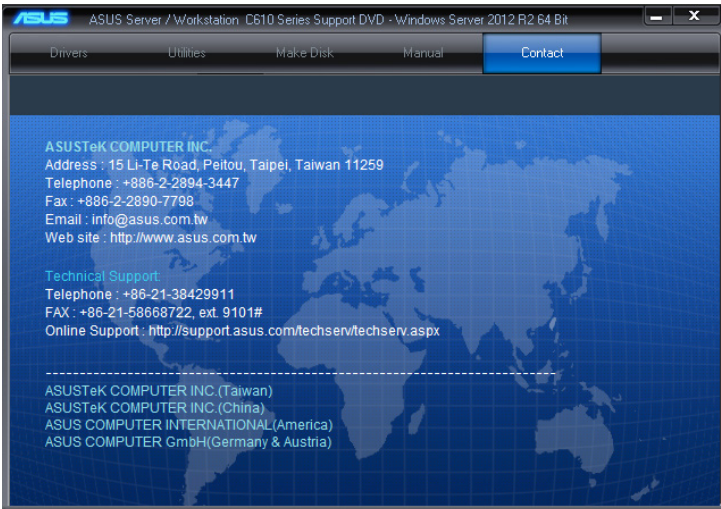 ASUS ASUS Server / Workstation C610 Series Support DVD - Windows Server 2012 R2 64 Bit
Drivers Utilities Make Disk Manual Contact
ASUSTeK COMPUTER INC.
Address : 15 Li-Te Road, Peitou, Taipei, Taiwan 11259
Telephone : +886-2-2894-3447
Fax : +886-2-2890-7798
Email : info@asus.com.tw
Web site : http://www.asus.com.tw
Technical Support:
Telephone : +86-21-38429911
FAX : +86-21-58668722, ext. 9101#
Online Support : http://support.asus.com/techserv/techserv.aspx
ASUSTeK COMPUTER INC.(Taiwan)
ASUSTeK COMPUTER INC.(China)
ASUS COMPUTER INTERNATIONAL(America)
ASUS COMPUTER GmbH(Germany & Austria)